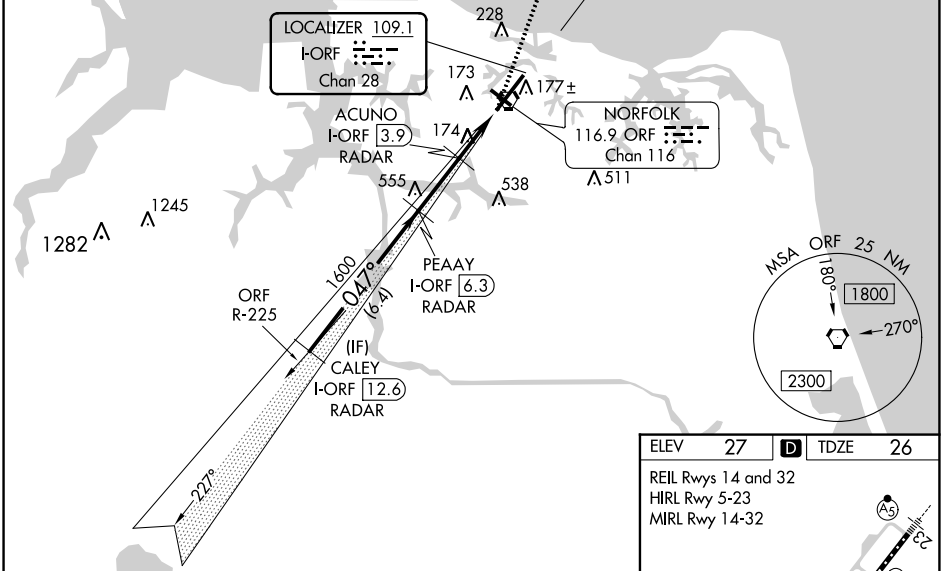 228
LOCALIZER 109.1
I-ORF
Chan 28
173
177 ±
NORFOLK
116.9 ORF
Chan 116
ACUNO
I-ORF 3.9
RADAR
174
555
538
511
1245
1282
1600
047°
(6.4)
PEAAY
I-ORF 6.3
RADAR
ORF
R-225
(IF)
CALEY
I-ORF 12.6
RADAR
227°
MSA ORF 25 NM
180°
1800
270°
2300
ELEV 27 D TDZE 26
REIL Rwys 14 and 32
HIRL Rwy 5-23
MIRL Rwy 14-32
A5
23